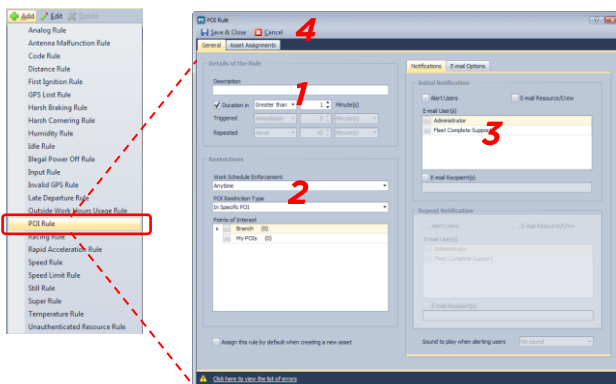 Add Edit Delete
Analog Rule
Antenna Malfunction Rule
Code Rule
Distance Rule
First Ignition Rule
GPS Lost Rule
Harsh Braking Rule
Harsh Cornering Rule
Humidity Rule
Idle Rule
Illegal Power Off Rule
Input Rule
Invalid GPS Rule
Late Departure Rule
Outside Work Hours Usage Rule
POI Rule
Racing Rule
Rapid Acceleration Rule
Speed Rule
Speed Limit Rule
Still Rule
Super Rule
Temperature Rule
Unauthenticated Resource Rule
POI Rule
Save & Close Cancel
4
General Asset Assignments
Details of the Rule
Description
1
Duration in Greater than 1 Minute(s)
Triggered immediately 5 Minute(s)
Repeated never 10 Minute(s)
Restrictions
Work Schedule Enforcement
Anytime
2
POI Restriction Type
In Specific POI
Points of Interest
Branch (0)
My POIs (0)
Assign this rule by default when creating a new asset
Notifications E-mail Options
Initial Notification
Alert Users E-mail Resource/Crew
E-mail User(s)
Administrator
Fleet Complete Support
3
E-mail Recipient(s)
Repeat Notification
Alert Users E-mail Resource/Crew
E-mail User(s)
Administrator
Fleet Complete Support
E-mail Recipient(s)
Sound to play when alerting users No sound
Click here to view the list of errors